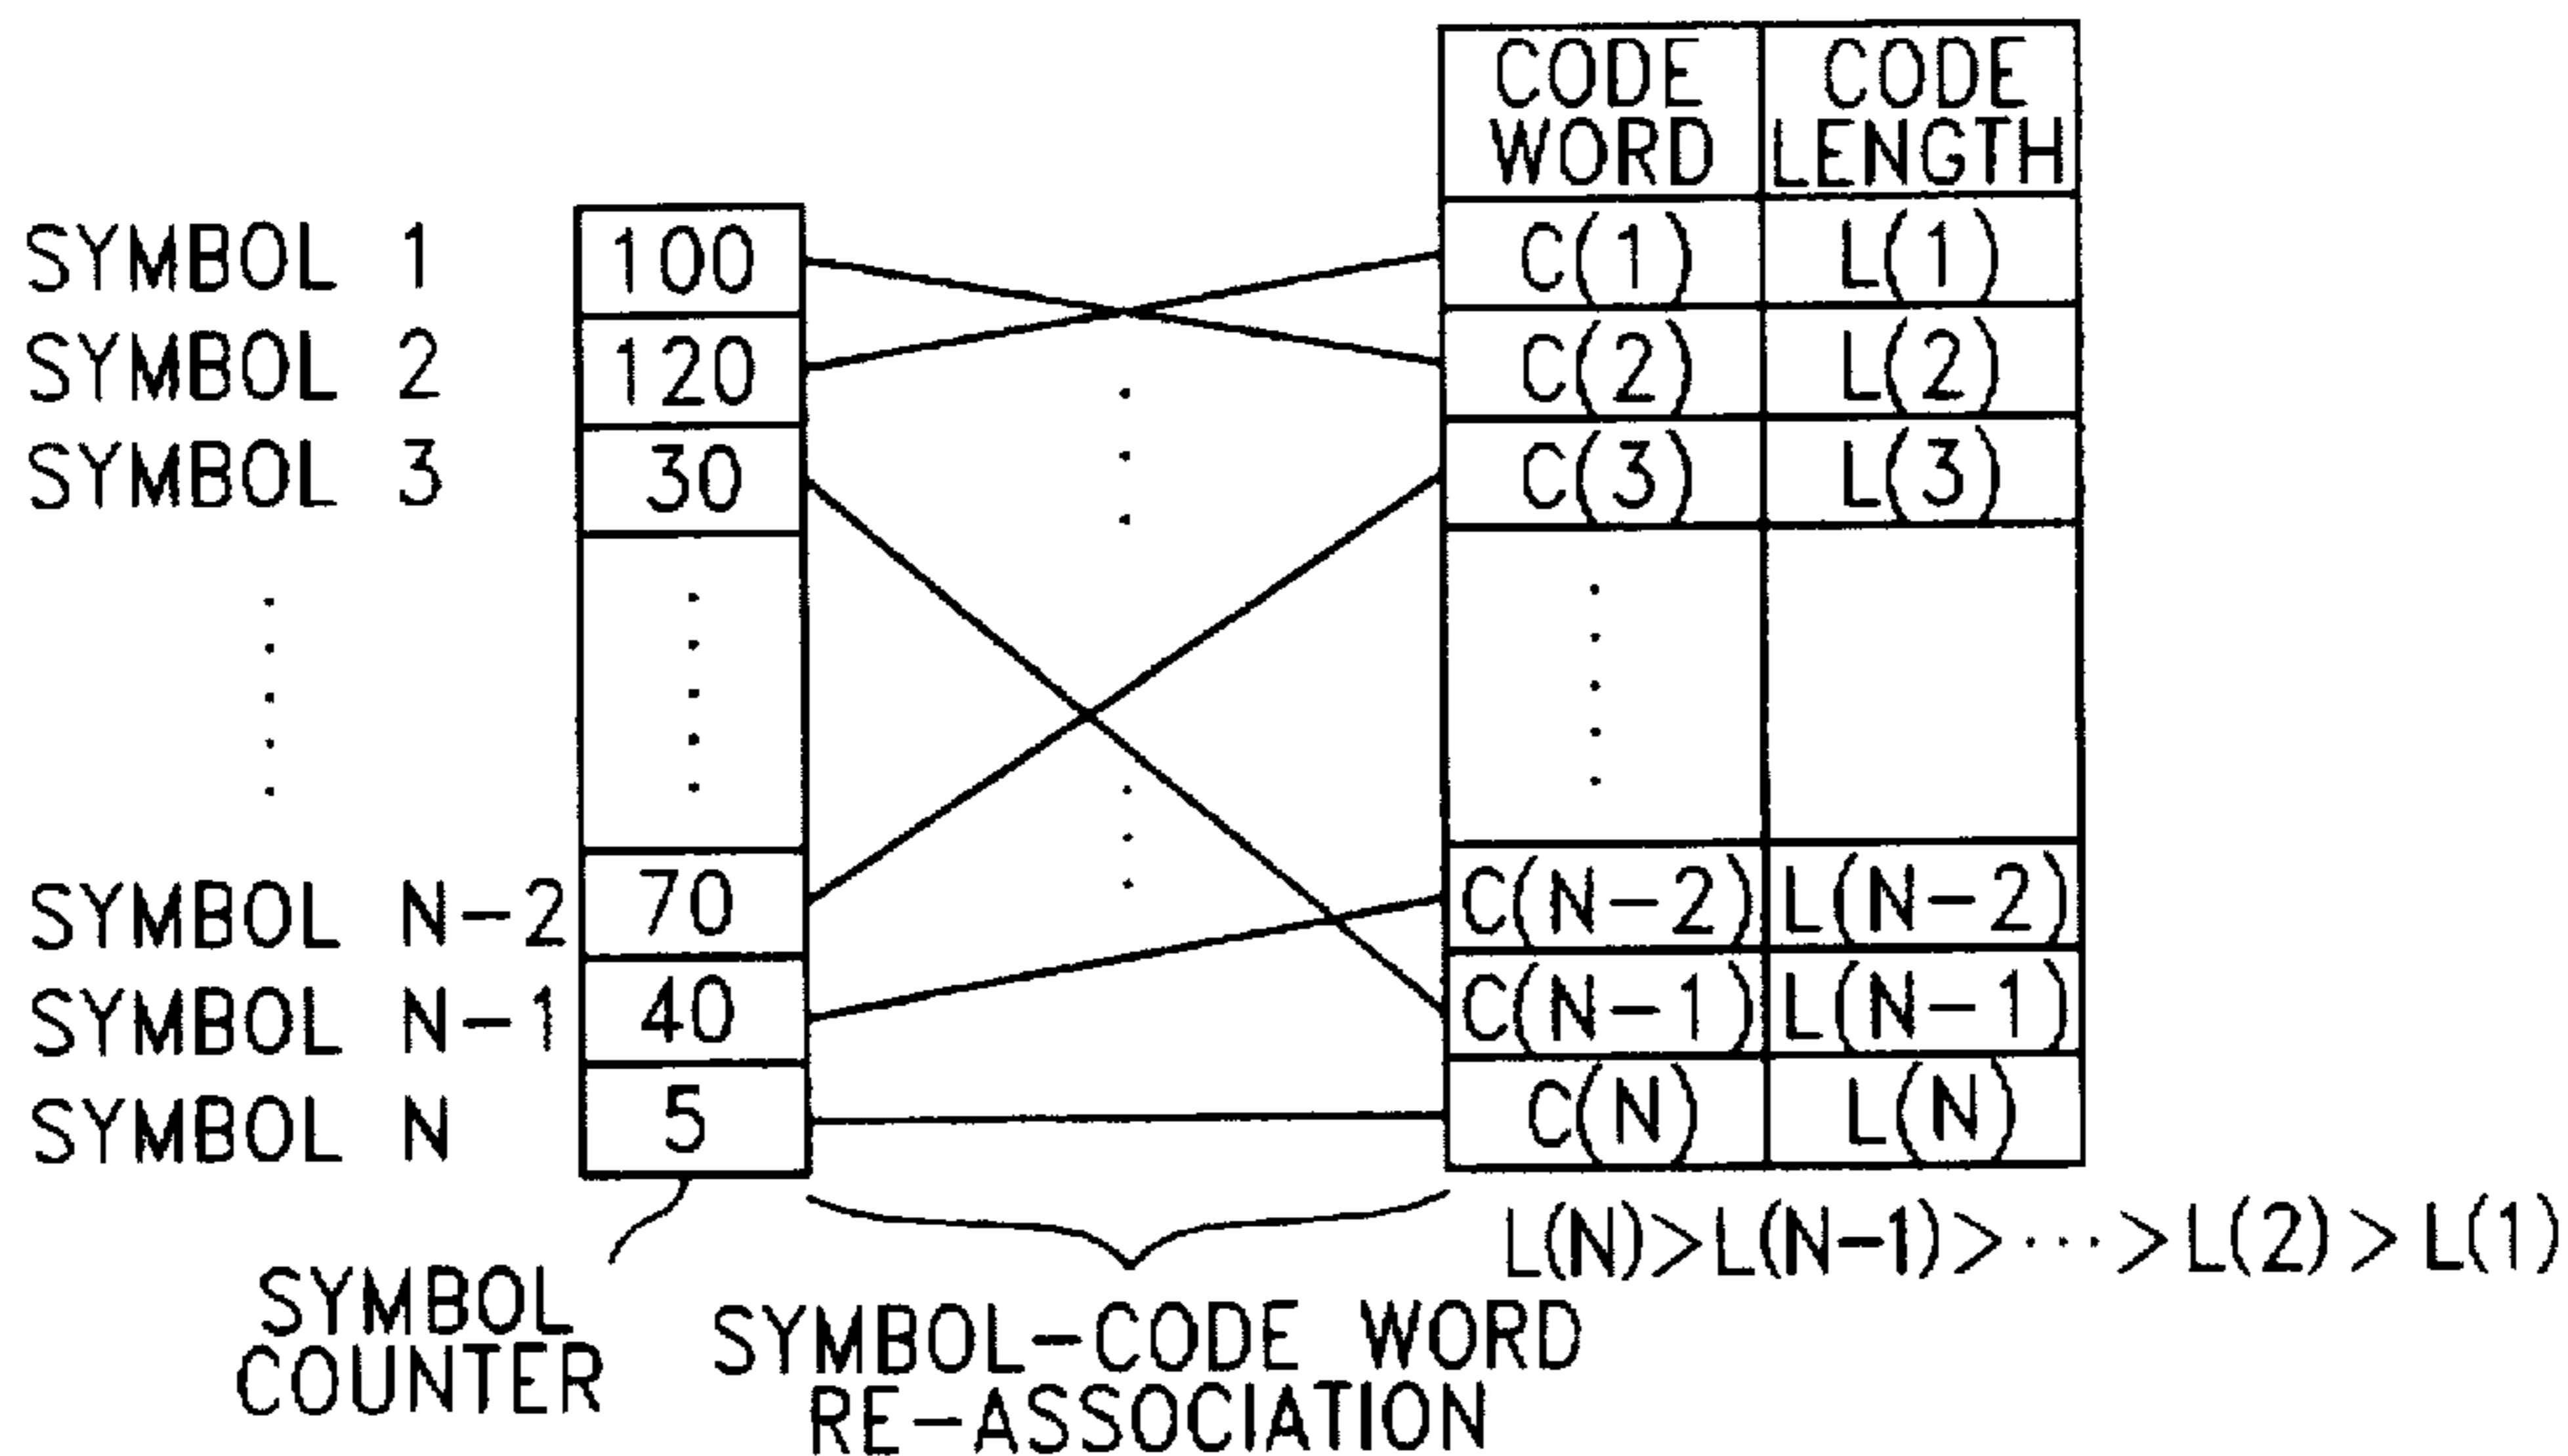 CODE WORD CODE LENGTH
SYMBOL 1 100 C(1) L(1)
SYMBOL 2 120 C(2) L(2)
SYMBOL 3 30 C(3) L(3)
SYMBOL N-2 70 C(N-2) L(N-2)
SYMBOL N-1 40 C(N-1) L(N-1)
SYMBOL N 5 C(N) L(N)
L(N)>L(N-1)>···>L(2)>L(1)
SYMBOL
COUNTER
SYMBOL-CODE WORD
RE-ASSOCIATION